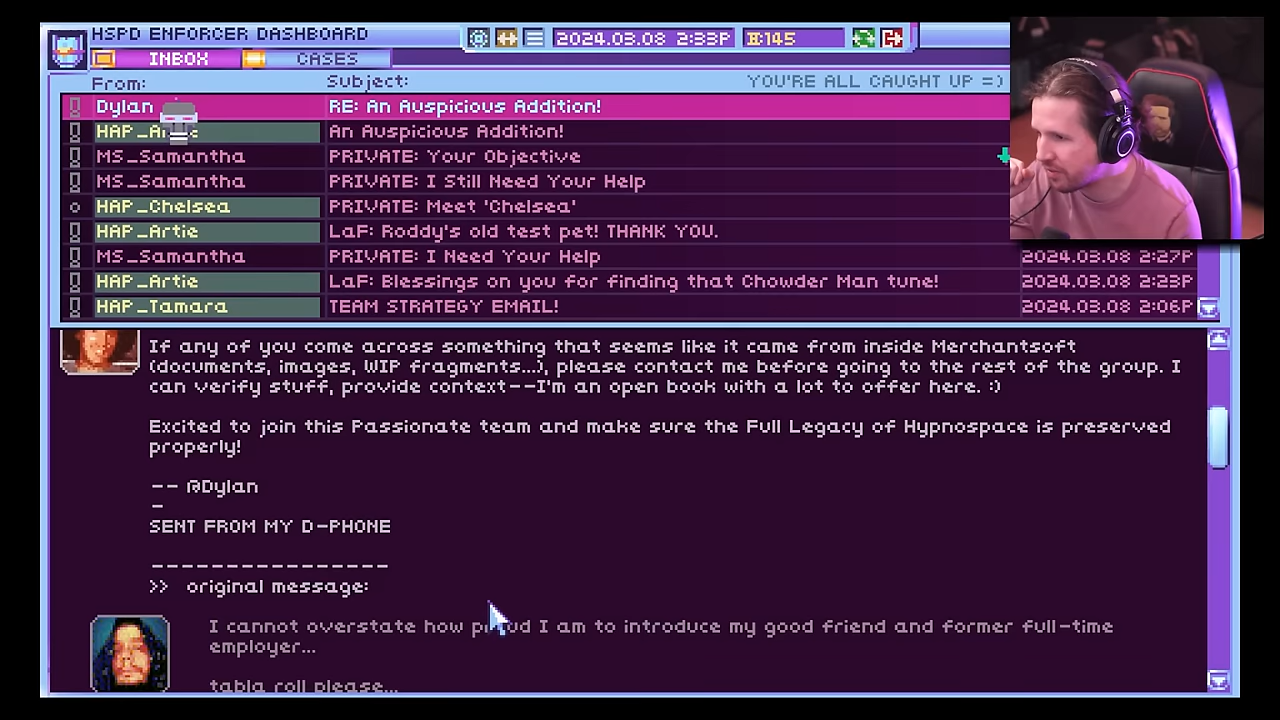 HSPD ENFORCER DASHBOARD
2024.03.08 2:33P
145
INBOX
CASES
From:
Subject:
YOU'RE ALL CAUGHT UP =)
Dylan
RE: An Auspicious Addition!
An Auspicious Addition!
MS_Samantha
PRIVATE: Your Objective
MS_Samantha
PRIVATE: I Still Need Your Help
HAP_Chelsea
PRIVATE: Meet 'Chelsea'
HAP_Artie
LaF: Roddy's old test pet! THANK YOU.
MS_Samantha
PRIVATE: I Need Your Help
2024.03.08 2:27P
HAP_Artie
LaF: Blessings on you for finding that Chowder Man tune!
2024.03.08 2:23P
HAP_Tamara
TEAM STRATEGY EMAIL!
2024.03.08 2:06P
If any of you come across something that seems like it came from inside Merchantsoft
(documents, images, WIP fragments...), please contact me before going to the rest of the group. I
can verify stuff, provide context--I'm an open book with a lot to offer here. :)
Excited to join this Passionate team and make sure the Full Legacy of Hypnospace is preserved
properly!
-- @Dylan
-
SENT FROM MY D-PHONE
________________
>> original message:
I cannot overstate how proud I am to introduce my good friend and former full-time
employer...
tabla roll please...